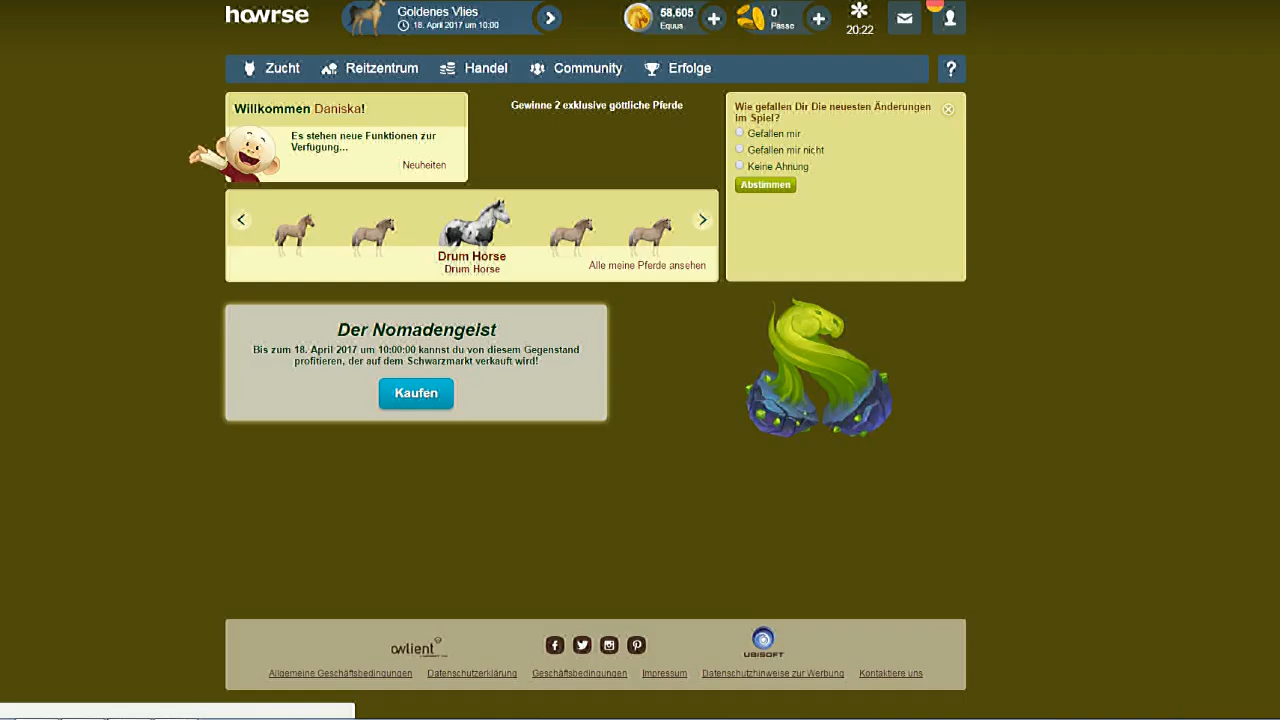 howrse
Goldenes Vlies
18. April 2017 um 10:00
58,605
Equus
0
Pässe
20:22
Zucht
Reitzentrum
Handel
Community
Erfolge
?
Willkommen Daniska!
Es stehen neue Funktionen zur
Verfügung...
Neuheiten
Gewinne 2 exklusive göttliche Pferde
Wie gefallen Dir Die neuesten Änderungen
im Spiel?
Gefallen mir
Gefallen mir nicht
Keine Ahnung
Abstimmen
Drum Horse
Drum Horse
Alle meine Pferde ansehen
Der Nomadengeist
Bis zum 18. April 2017 um 10:00:00 kannst du von diesem Gegenstand
profitieren, der auf dem Schwarzmarkt verkauft wird!
Kaufen
owlient
UBISOFT
Allgemeine Geschäftsbedingungen
Datenschutzerklärung
Geschäftsbedingungen
Impressum
Datenschutzhinweise zur Werbung
Kontaktiere uns